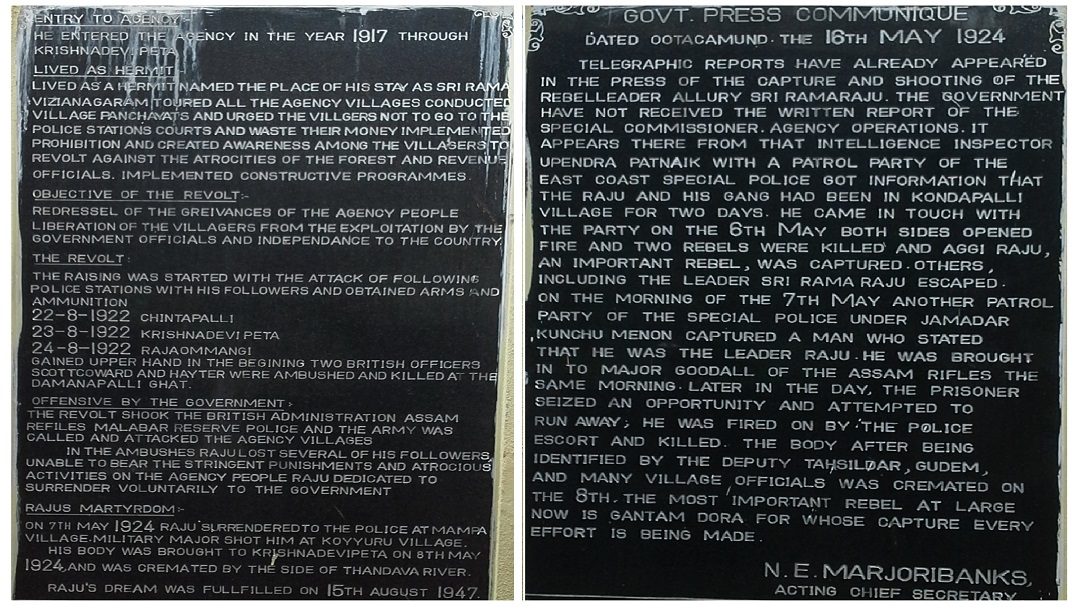 ENTRY TO AGENCY:-
HE ENTERED THE AGENCY IN THE YEAR 1917 THROUGH
KRISHNADEVIPETA
LIVED AS HERMIT:
LIVED AS A HERMIT NAMED THE PLACE OF HIS STAY AS SRI RAMA
VIZIANAGARAM TOURED ALL THE AGENCY VILLAGES CONDUCTED
VILLAGE PANCHAYATS AND URGED THE VILLGERS NOT TO GO TO THE
POLICE STATIONS COURTS AND WASTE THEIR MONEY IMPLEMENTED
PROHIBITION AND CREATED AWARENESS AMONG THE VILLAGERS TO
REVOLT AGAINST THE ATROCITIES OF THE FOREST AND REVENUE
OFFICIALS. IMPLEMENTED CONSTRUCTIVE PROGRAMMES.
OBJECTIVE OF THE REVOLT:-
REDRESSEL OF THE GREIVANCES OF THE AGENCY PEOPLE
LIBERATION OF THE VILLAGERS FROM THE EXPLOITATION BY THE
GOVERNMENT OFFICIALS AND INDEPENDANCE TO THE COUNTRY
THE REVOLT:
THE RAISING WAS STARTED WITH THE ATTACK OF FOLLOWING
POLICE STATIONS WITH HIS FOLLOWERS AND OBTAINED ARMS AND
AMMUNITION
22-8-1922 CHINTAPALLI
23-8-1922 KRISHNADEVIPETA
24-8-1922 RAJAOMMANGI
GAINED UPPER HAND IN THE BEGINING TWO BRITISH OFFICERS
SCOTTCOWARD AND HAYTER WERE AMBUSHED AND KILLED AT THE
DAMANAPALLI GHAT.
OFFENSIVE BY THE GOVERNMENT:-
THE REVOLT SHOOK THE BRITISH ADMINISTRATION ASSAM
REFILES MALABAR RESERVE POLICE AND THE ARMY WAS
CALLED AND ATTACKED THE AGENCY VILLAGES
IN THE AMBUSHES RAJU LOST SEVERAL OF HIS FOLLOWERS,
UNABLE TO BEAR THE STRINGENT PUNISHMENTS AND ATROCIOUS
ACTIVITIES ON THE AGENCY PEOPLE RAJU DEDICATED TO
SURRENDER VOLUNTARILY TO THE GOVERNMENT
RAJUS MARTYRDOM:-
ON 7TH MAY 1924 RAJU SURRENDERED TO THE POLICE AT MAMPA
VILLAGE. MILITARY MAJOR SHOT HIM AT KOYYURU VILLAGE.
HIS BODY WAS BROUGHT TO KRISHNADEVIPETA ON 8TH MAY
1924, AND WAS CREMATED BY THE SIDE OF THANDAVA RIVER.
RAJU'S DREAM WAS FULLFILLED ON 15TH AUGUST 1947.
GOVT. PRESS COMMUNIQUE
DATED OOTACAMUND. THE 16TH MAY 1924
TELEGRAPHIC REPORTS HAVE ALREADY APPEARED
IN THE PRESS OF THE CAPTURE AND SHOOTING OF THE
REBELLEADER ALLURY SRI RAMARAJU. THE GOVERNMENT
HAVE NOT RECEIVED THE WRITTEN REPORT OF THE
SPECIAL COMMISSIONER. AGENCY OPERATIONS. IT
APPEARS THERE FROM THAT INTELLIGENCE INSPECTOR
UPENDRA PATNAIK WITH A PATROL PARTY OF THE
EAST COAST SPECIAL POLICE GOT INFORMATION THAT
THE RAJU AND HIS GANG HAD BEEN IN KONDAPALLI
VILLAGE FOR TWO DAYS. HE CAME IN TOUCH WITH
THE PARTY ON THE 6TH MAY BOTH SIDES OPENED
FIRE AND TWO REBELS WERE KILLED AND AGGI RAJU,
AN IMPORTANT REBEL, WAS CAPTURED. OTHERS,
INCLUDING THE LEADER SRI RAMA RAJU ESCAPED.
ON THE MORNING OF THE 7TH MAY ANOTHER PATROL
PARTY OF THE SPECIAL POLICE UNDER JAMADAR
KUNCHU MENON CAPTURED A MAN WHO STATED
THAT HE WAS THE LEADER RAJU. HE WAS BROUGHT
IN TO MAJOR GOODALL OF THE ASSAM RIFLES THE
SAME MORNING. LATER IN THE DAY, THE PRISONER
SEIZED AN OPPORTUNITY AND ATTEMPTED TO
RUN AWAY; HE WAS FIRED ON BY THE POLICE
ESCORT AND KILLED. THE BODY AFTER BEING
IDENTIFIED BY THE DEPUTY TAHSILDAR, GUDEM,
AND MANY VILLAGE OFFICIALS WAS CREMATED ON
THE 8TH. THE MOST IMPORTANT REBEL AT LARGE
NOW IS GANTAM DORA FOR WHOSE CAPTURE EVERY
EFFORT IS BEING MADE.
N.E. MARJORIBANKS,
ACTING CHIEF SECRETARY